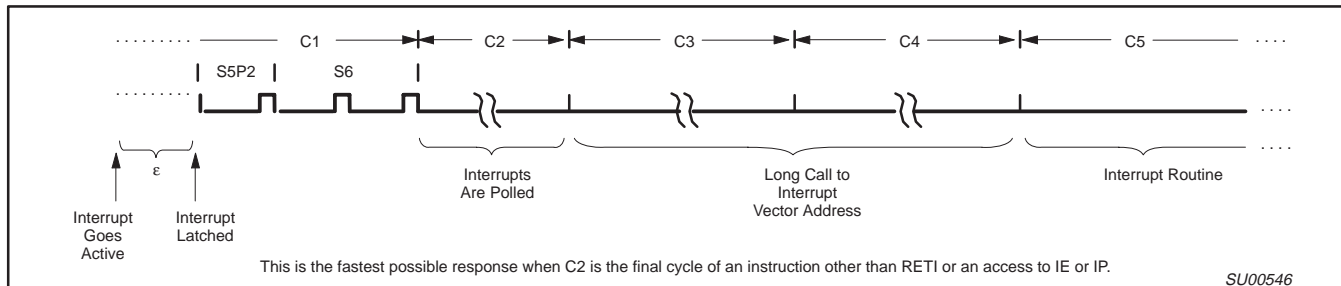 C1 C2 C3 C4 C5
S5P2 S6
ε
Interrupt
Goes
Active
Interrupt
Latched
Interrupts
Are Polled
Long Call to
Interrupt
Vector Address
Interrupt Routine
This is the fastest possible response when C2 is the final cycle of an instruction other than RETI or an access to IE or IP.
SU00546